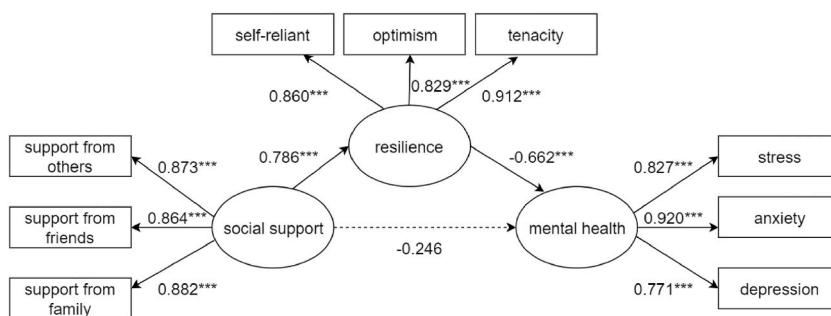 self-reliant
optimism
tenacity
0.860***
0.829***
0.912***
support from
others
0.873***
0.786***
resilience
-0.662***
0.827***
stress
support from
friends
0.864***
social support
-0.246
mental health
0.920***
anxiety
support from
family
0.882***
0.771***
depression